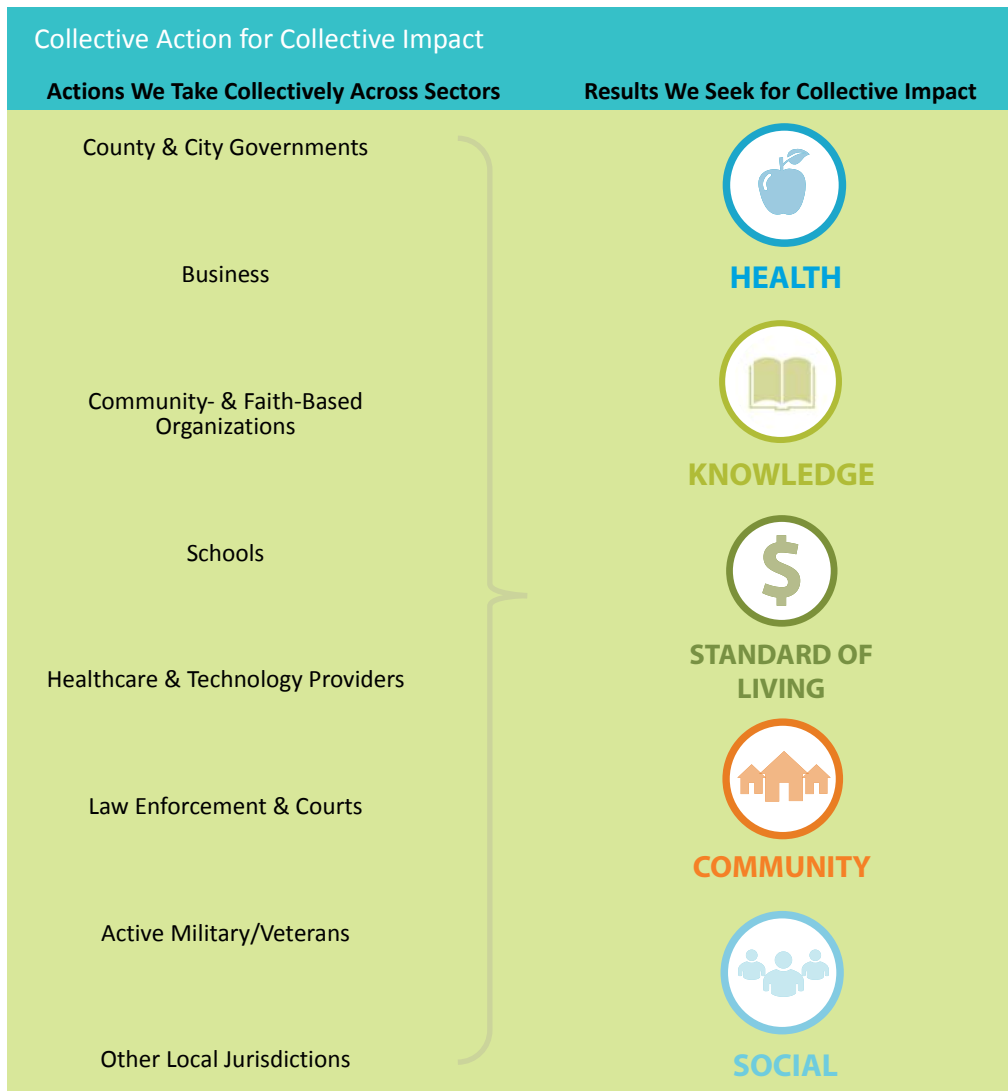 Collective Action for Collective Impact
Actions We Take Collectively Across Sectors
Results We Seek for Collective Impact
County & City Governments
Business
Community- & Faith-Based
Organizations
Schools
Healthcare & Technology Providers
Law Enforcement & Courts
Active Military/Veterans
Other Local Jurisdictions
HEALTH
KNOWLEDGE
$
STANDARD OF
LIVING
COMMUNITY
SOCIAL